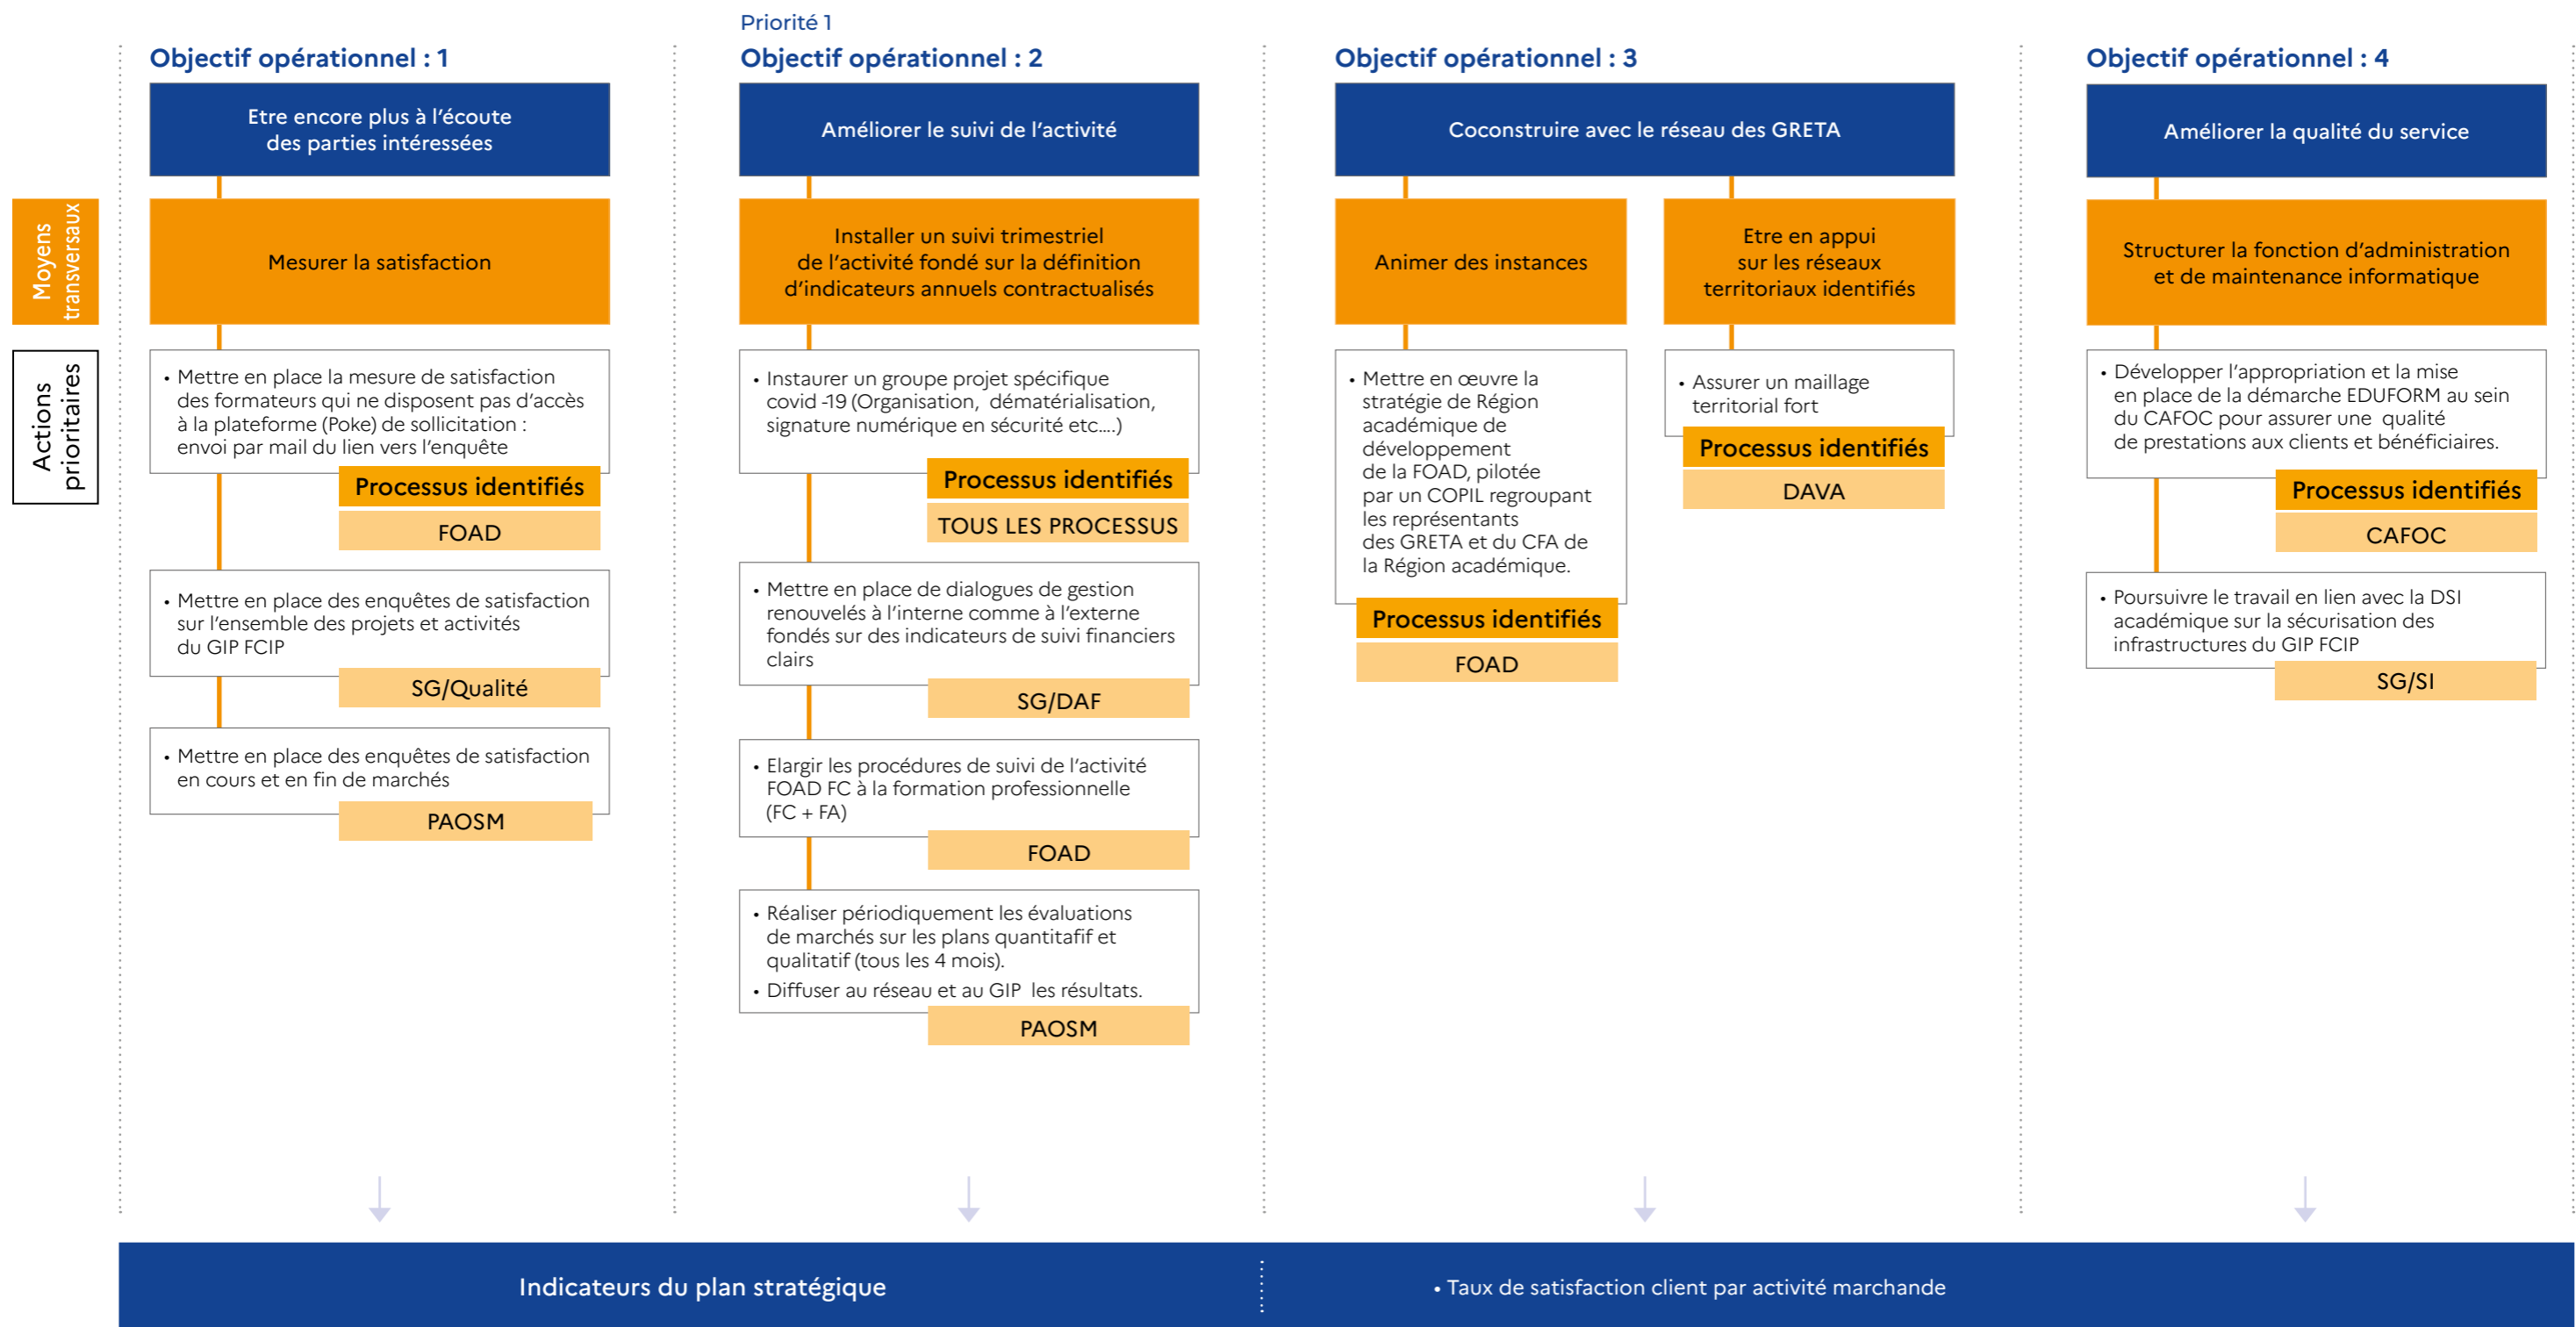 Priorité 1
Objectif opérationnel : 1
Etre encore plus à l'écoute
des parties intéressées
Moyens
transversaux
Mesurer la satisfaction
Actions
prioritaires
• Mettre en place la mesure de satisfaction
des formateurs qui ne disposent pas d'accès
à la plateforme (Poke) de sollicitation :
envoi par mail du lien vers l'enquête
Processus identifiés
FOAD
• Mettre en place des enquêtes de satisfaction
sur l'ensemble des projets et activités
du GIP FCIP
SG/Qualité
• Mettre en place des enquêtes de satisfaction
en cours et en fin de marchés
PAOSM
Objectif opérationnel : 2
Améliorer le suivi de l'activité
Installer un suivi trimestriel
de l'activité fondé sur la définition
d'indicateurs annuels contractualisés
• Instaurer un groupe projet spécifique
covid -19 (Organisation, dématérialisation,
signature numérique en sécurité etc....)
Processus identifiés
TOUS LES PROCESSUS
• Mettre en place de dialogues de gestion
renouvelés à l'interne comme à l'externe
fondés sur des indicateurs de suivi financiers
clairs
SG/DAF
• Elargir les procédures de suivi de l'activité
FOAD FC à la formation professionnelle
(FC + FA)
FOAD
• Réaliser périodiquement les évaluations
de marchés sur les plans quantitafif et
qualitatif (tous les 4 mois).
• Diffuser au réseau et au GIP les résultats.
PAOSM
Objectif opérationnel : 3
Coconstruire avec le réseau des GRETA
Animer des instances
• Mettre en œuvre la
stratégie de Région
académique de
développement
de la FOAD, pilotée
par un COPIL regroupant
les représentants
des GRETA et du CFA de
la Région académique.
Processus identifiés
FOAD
Etre en appui
sur les réseaux
territoriaux identifiés
• Assurer un maillage
territorial fort
Processus identifiés
DAVA
Objectif opérationnel : 4
Améliorer la qualité du service
Structurer la fonction d'administration
et de maintenance informatique
• Développer l'appropriation et la mise
en place de la démarche EDUFORM au sein
du CAFOC pour assurer une qualité
de prestations aux clients et bénéficiaires.
Processus identifiés
CAFOC
• Poursuivre le travail en lien avec la DSI
académique sur la sécurisation des
infrastructures du GIP FCIP
SG/SI
Indicateurs du plan stratégique
• Taux de satisfaction client par activité marchande